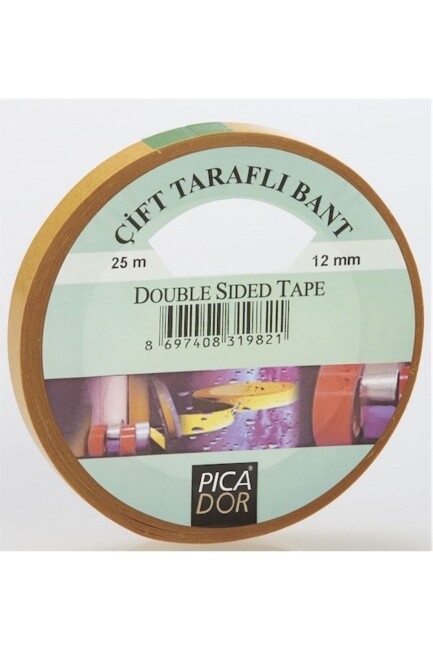 ÇİFT TARAFLI BANT
25 m 12 mm
DOUBLE SIDED TAPE
8 697408 319821
PICA®
DOR